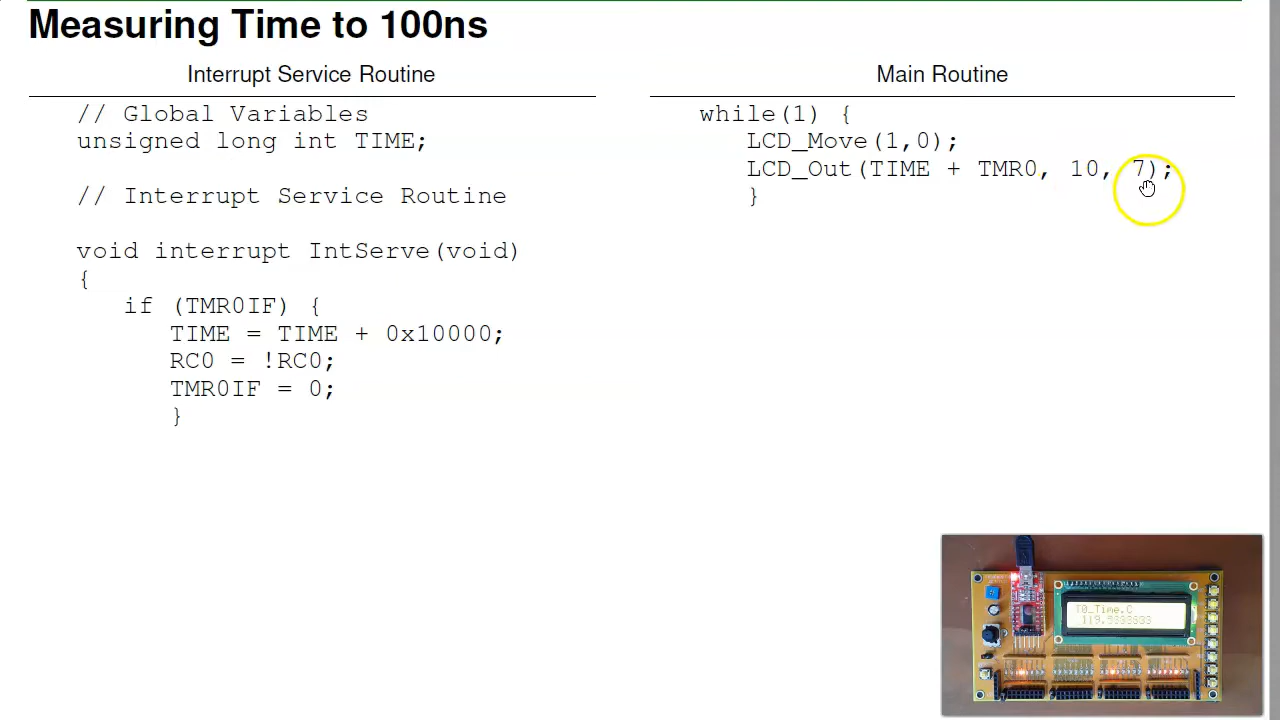 Measuring Time to 100ns
Interrupt Service Routine
// Global Variables
unsigned long int TIME;
// Interrupt Service Routine
void interrupt IntServe(void)
{
if (TMR0IF) {
TIME = TIME + 0x10000;
RC0 = !RC0;
TMR0IF = 0;
}
Main Routine
while(1) {
LCD_Move(1,0);
LCD_Out(TIME + TMR0, 10, 7);
}
T0_Time.C